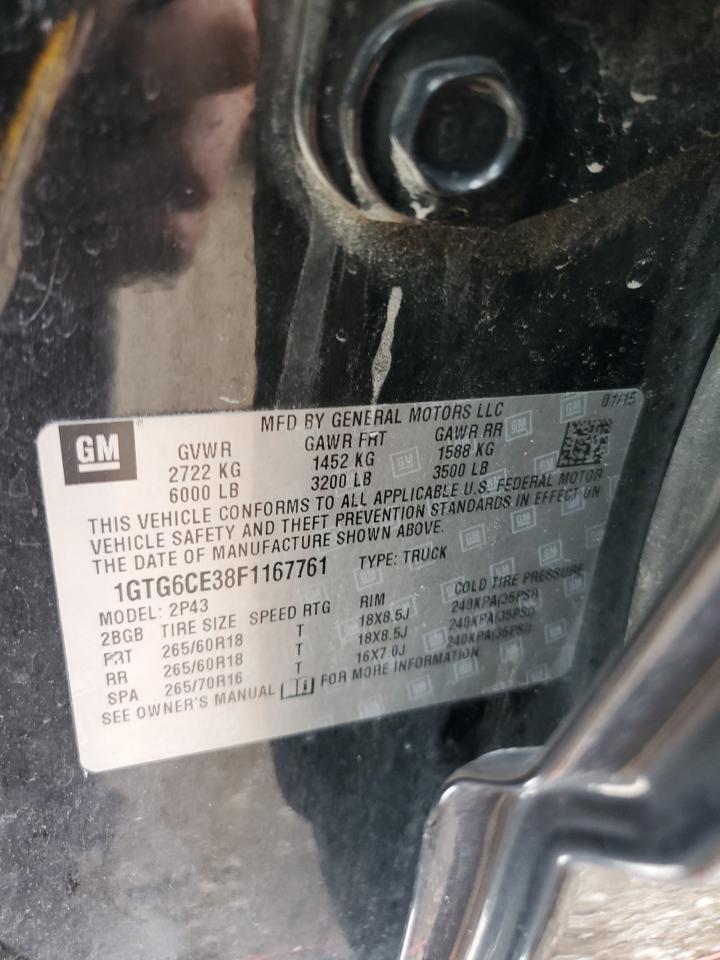 MFD BY GENERAL MOTORS LLC 01/15
GM
GVWR GAWR FRT GAWR RR
2722 KG 1452 KG 1588 KG
6000 LB 3200 LB 3500 LB
THIS VEHICLE CONFORMS TO ALL APPLICABLE U.S. FEDERAL MOTOR
VEHICLE SAFETY AND THEFT PREVENTION STANDARDS IN EFFECT ON
THE DATE OF MANUFACTURE SHOWN ABOVE.
1GTG6CE38F1167761 TYPE: TRUCK
MODEL: 2P43
2BGB TIRE SIZE SPEED RTG RIM COLD TIRE PRESSURE
FRT 265/60R18 T 18X8.5J 240KPA(35PSI)
RR 265/60R18 T 18X8.5J 240KPA(35PSI)
SPA 265/70R16 T 16X7.0J 240KPA(35PSI)
SEE OWNER'S MANUAL FOR MORE INFORMATION